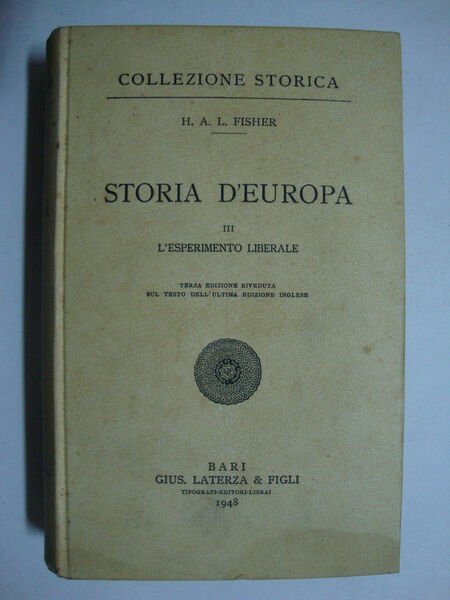 COLLEZIONE STORICA
H. A. L. FISHER
STORIA D'EUROPA
III
L'ESPERIMENTO LIBERALE
TERZA EDIZIONE RIVEDUTA
SUL TESTO DELL'ULTIMA EDIZIONE INGLESE
BARI
GIUS. LATERZA & FIGLI
TIPOGRAFI-EDITORI-LIBRAI
1948